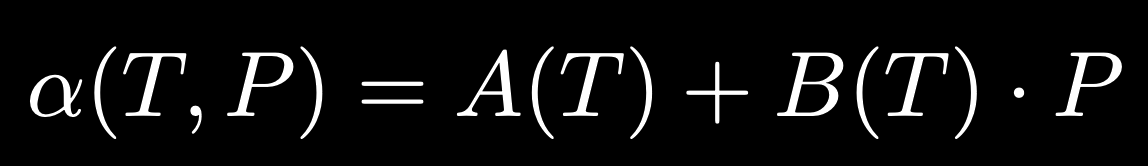 α(T, P) = A(T) + B(T) · P